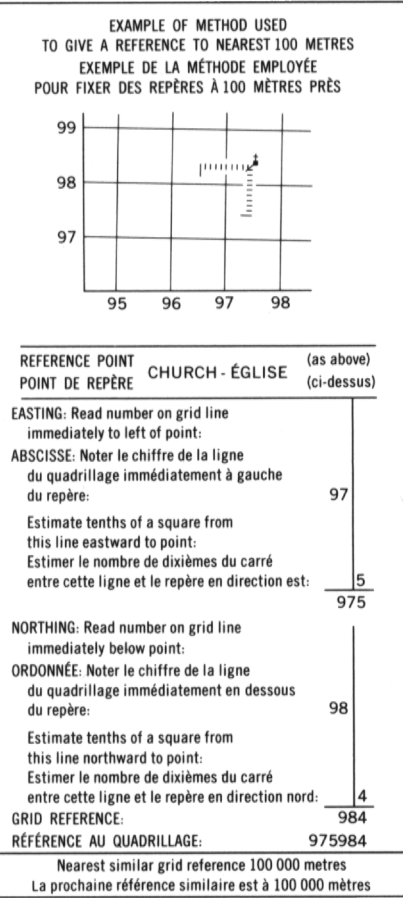 EXAMPLE OF METHOD USED
TO GIVE A REFERENCE TO NEAREST 100 METRES
EXEMPLE DE LA MÉTHODE EMPLOYÉE
POUR FIXER DES REPÈRES À 100 MÈTRES PRÈS
99
98
97
95 96 97 98
REFERENCE POINT
POINT DE REPÈRE
CHURCH - ÉGLISE
(as above)
(ci-dessus)
EASTING: Read number on grid line
immediately to left of point:
ABSCISSE: Noter le chiffre de la ligne
du quadrillage immédiatement à gauche
du repère: 97
Estimate tenths of a square from
this line eastward to point:
Estimer le nombre de dixièmes du carré
entre cette ligne et le repère en direction est: 5
975
NORTHING: Read number on grid line
immediately below point:
ORDONNÉE: Noter le chiffre de la ligne
du quadrillage immédiatement en dessous
du repère: 98
Estimate tenths of a square from
this line northward to point:
Estimer le nombre de dixièmes du carré
entre cette ligne et le repère en direction nord: 4
GRID REFERENCE: 984
RÉFÉRENCE AU QUADRILLAGE: 975984
Nearest similar grid reference 100 000 metres
La prochaine référence similaire est à 100 000 mètres